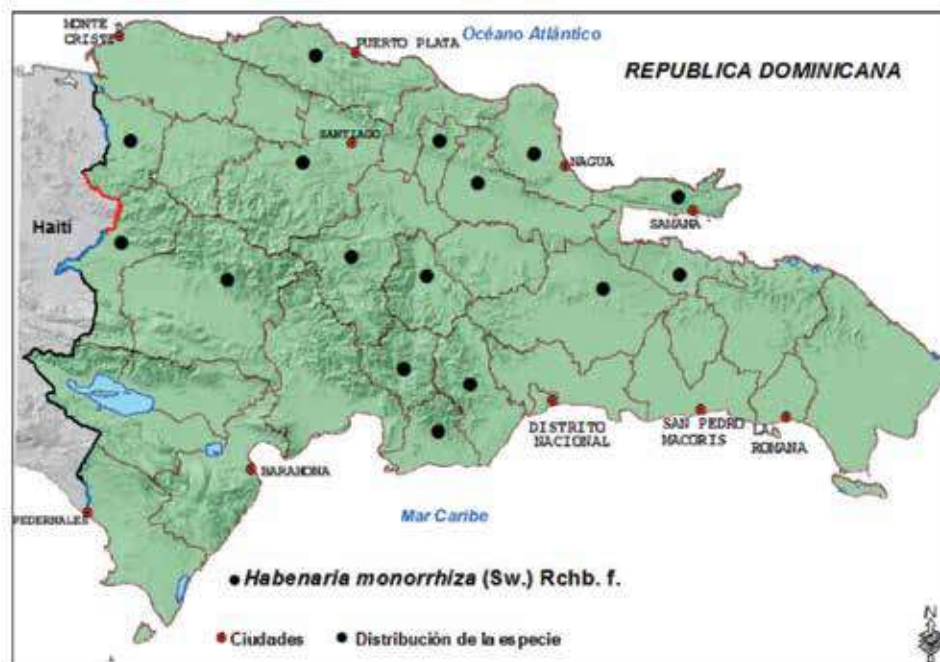 MONTE
CRISTI
PUERTO PLATA
Océano Atlántico
REPUBLICA DOMINICANA
SANTIAGO
NAGUA
SAMANA
Haití
DISTRITO
NACIONAL
SAN PEDRO
MACORIS
LA
ROMANA
BARAHONA
PEDERNALES
Mar Caribe
Habenaria monorrhiza (Sw.) Rchb. f.
Ciudades
Distribución de la especie
N